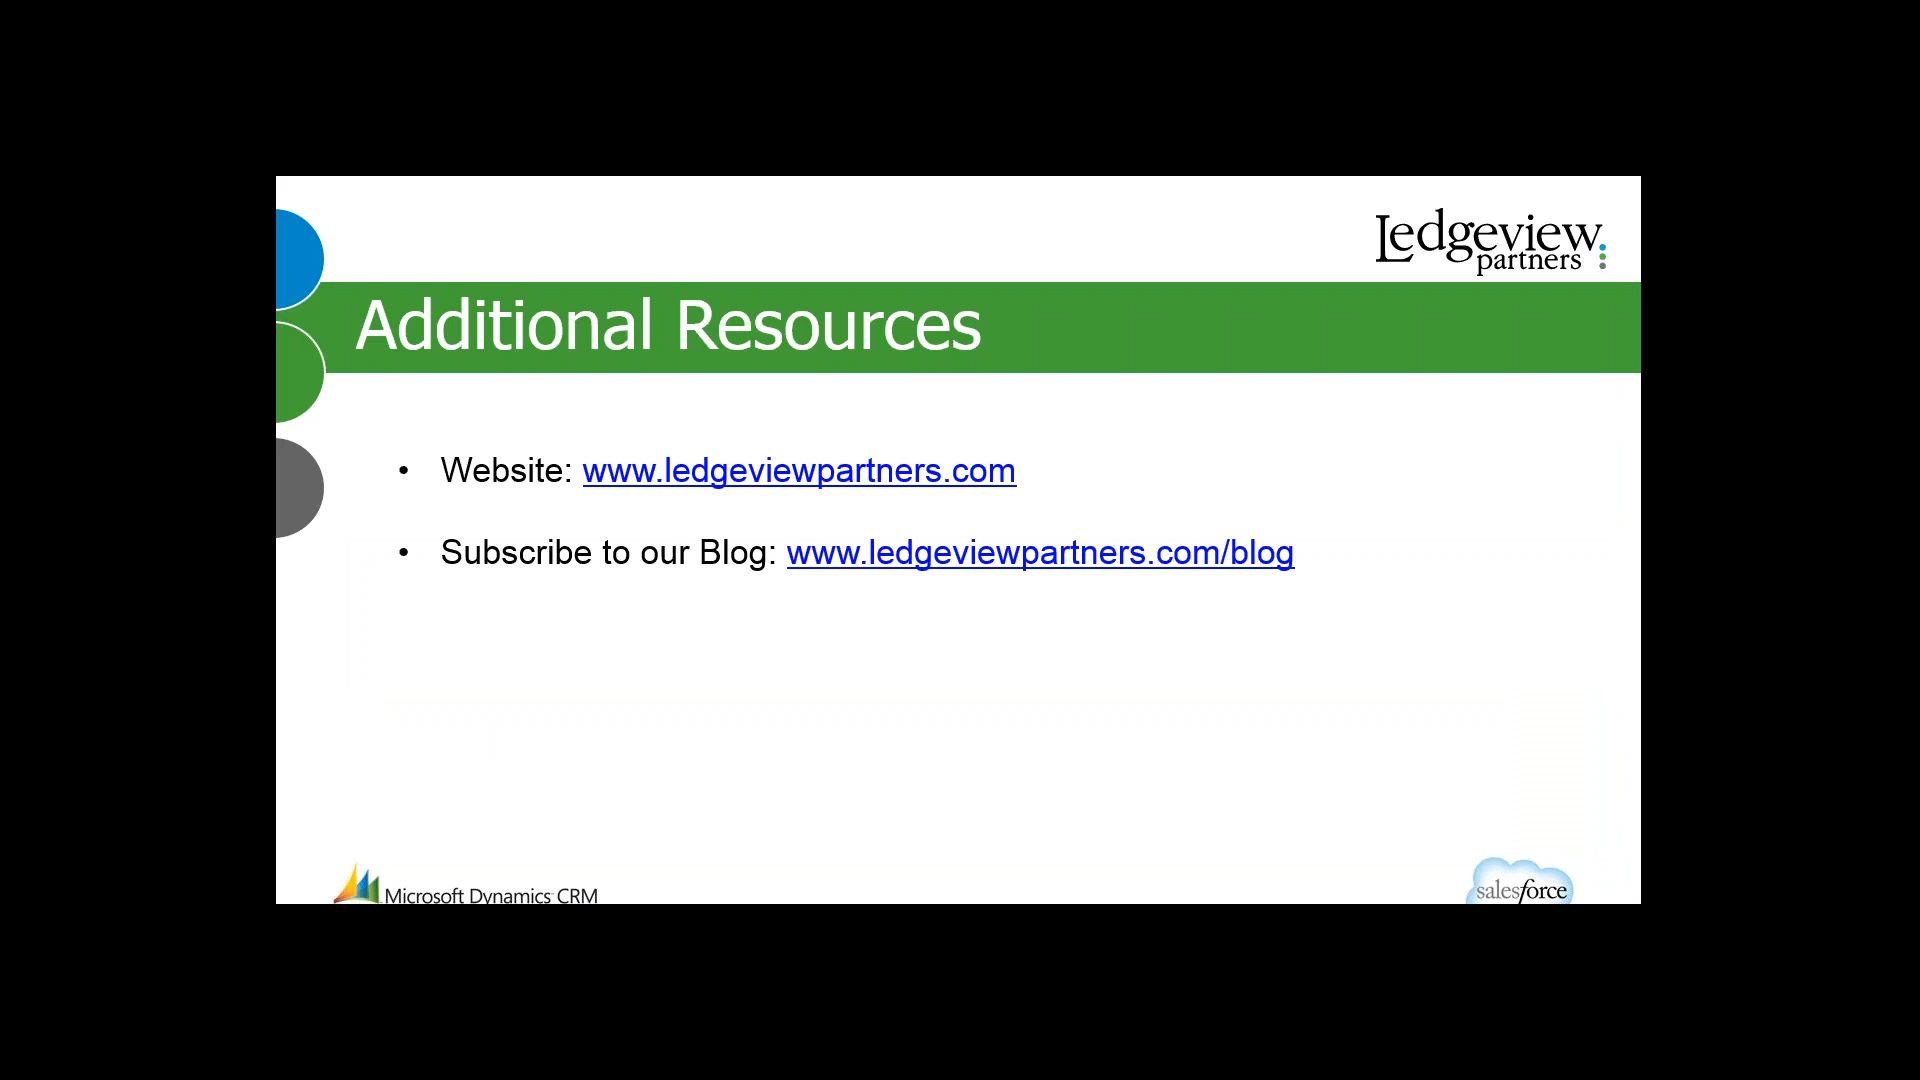 Ledgeview
partners
Additional Resources
• Website: www.ledgeviewpartners.com
• Subscribe to our Blog: www.ledgeviewpartners.com/blog
Microsoft Dynamics CRM
salesforce